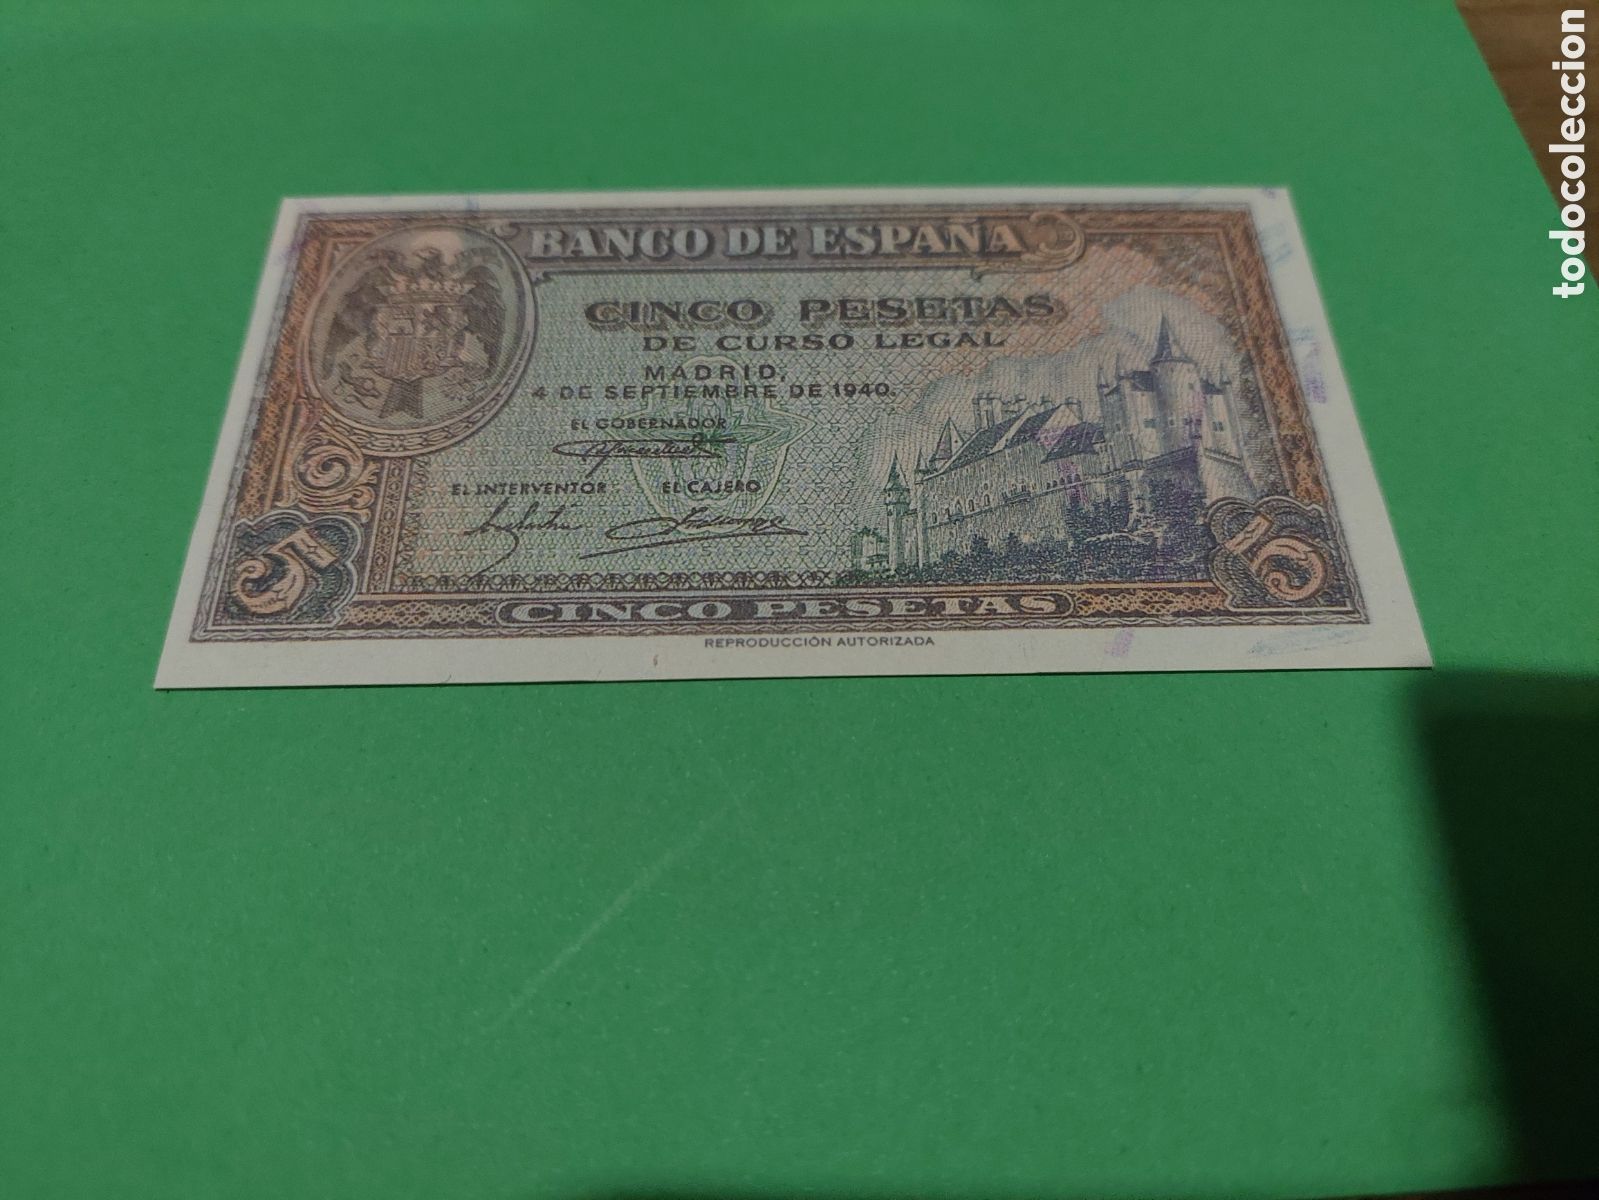 BANCO DE ESPAÑA
CINCO PESETAS
DE CURSO LEGAL
MADRID,
4 DE SEPTIEMBRE DE 1940.
EL GOBERNADOR
EL INTERVENTOR
EL CAJERO
5
5
CINCO PESETAS
REPRODUCCIÓN AUTORIZADA
todocoleccion